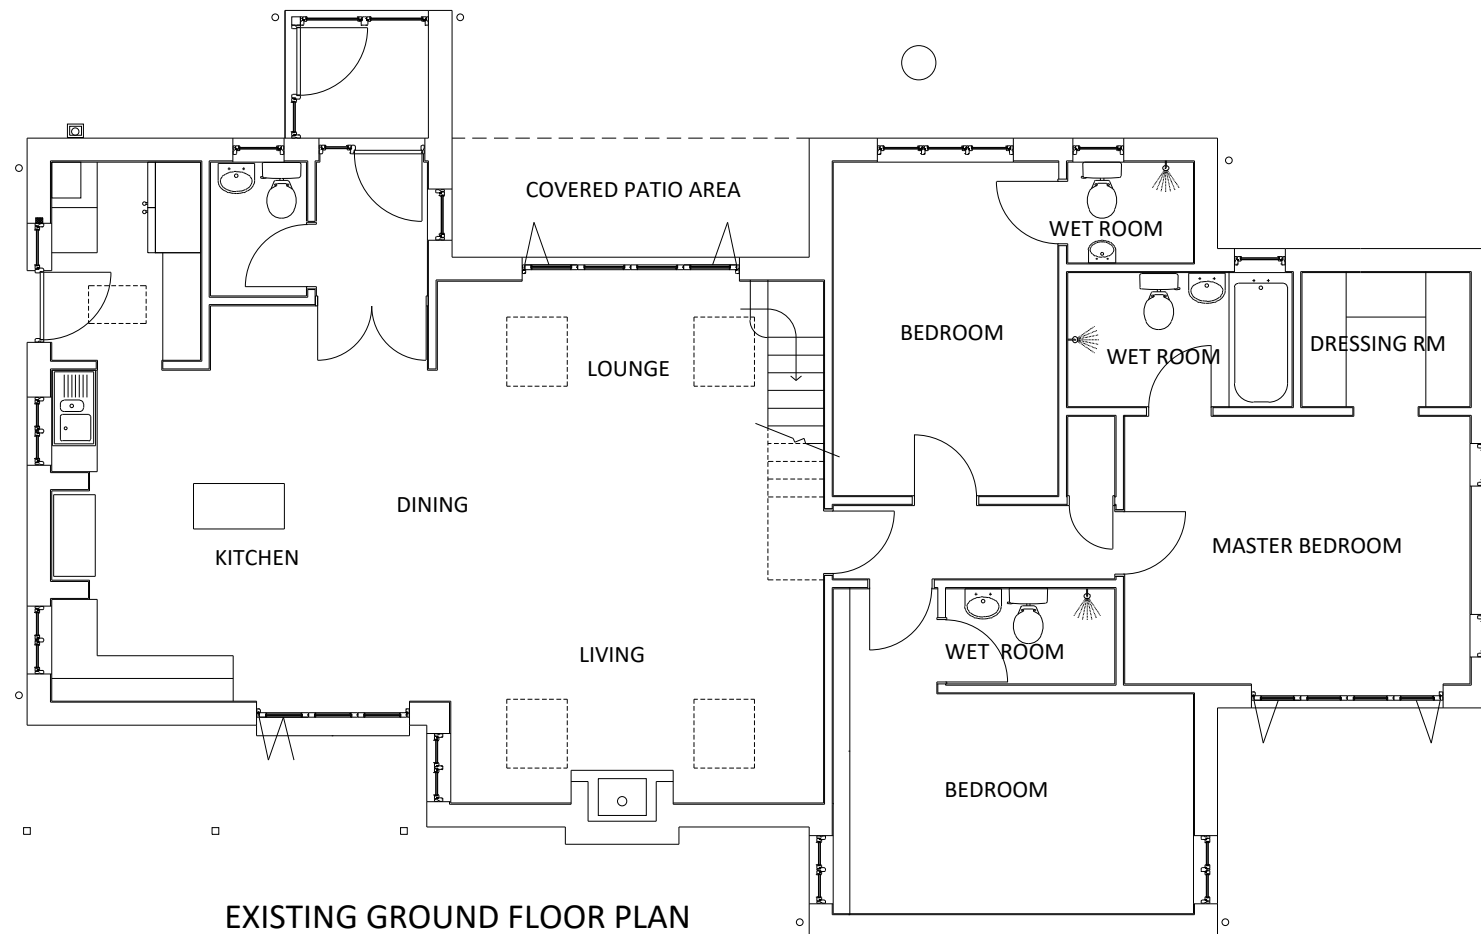 COVERED PATIO AREA
WET ROOM
BEDROOM
DRESSING RM
WET ROOM
LOUNGE
DINING
KITCHEN
MASTER BEDROOM
LIVING
WET ROOM
BEDROOM
EXISTING GROUND FLOOR PLAN